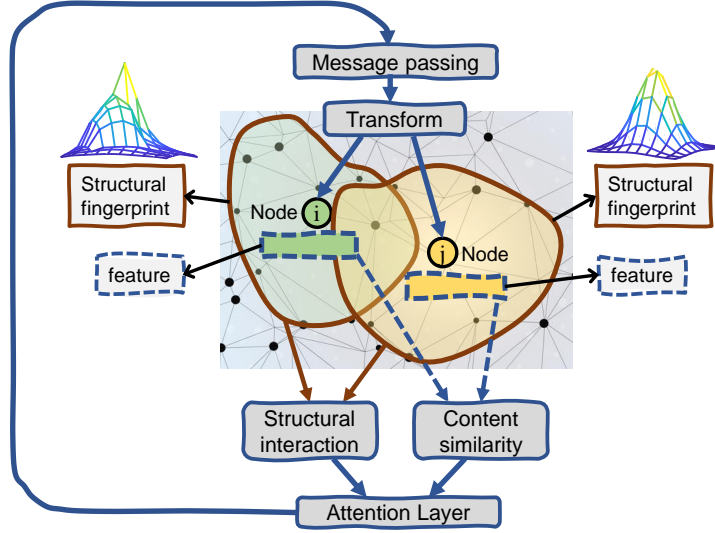 Message passing
Transform
Structural
fingerprint
Structural
fingerprint
Node i
j Node
feature
feature
Structural
interaction
Content
similarity
Attention Layer